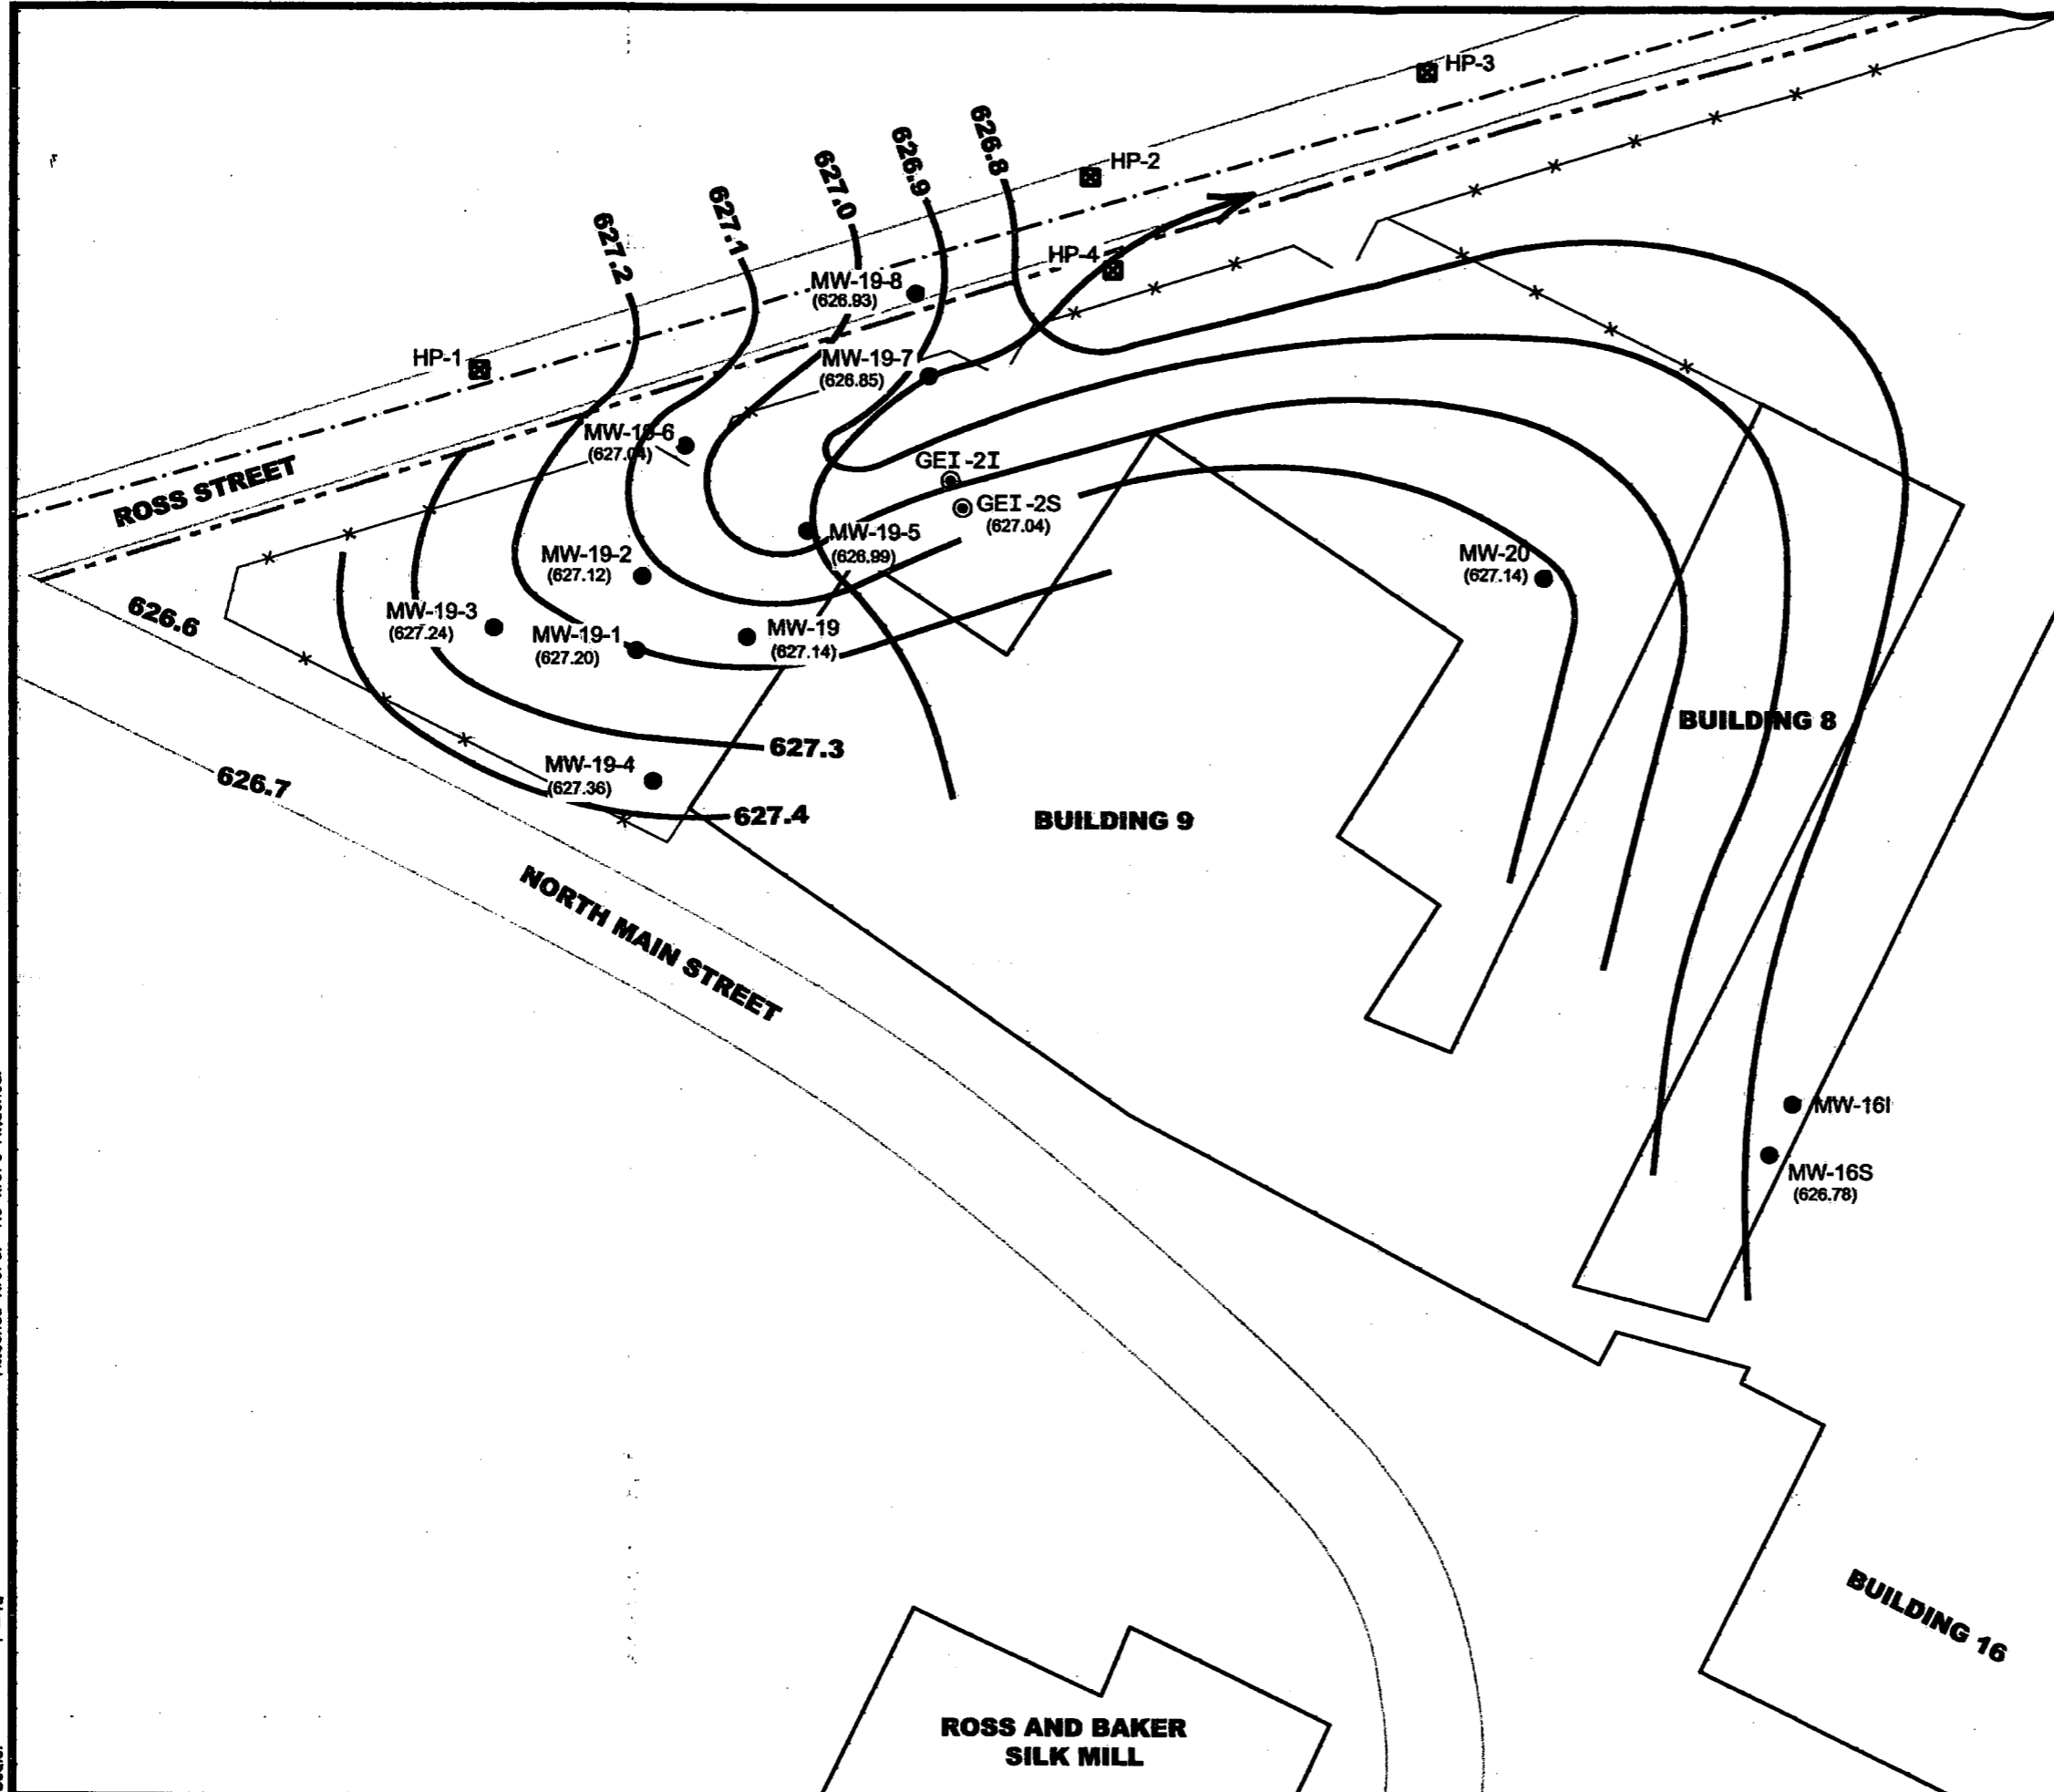 HP-3
626.8
626.9
HP-2
627.0
627.1
627.2
HP-4
MW-19-8
(626.93)
HP-1
MW-19-7
(626.85)
MW-19-6
(627.04)
GEI-2I
ROSS STREET
GEI-2S
(627.04)
MW-19-5
(626.99)
MW-19-2
(627.12)
MW-20
(627.14)
626.6
MW-19-3
(627.24)
MW-19-1
(627.20)
MW-19
(627.14)
BUILDING 8
627.3
626.7
MW-19-4
(627.36)
627.4
BUILDING 9
NORTH MAIN STREET
MW-16I
MW-16S
(626.78)
BUILDING 16
ROSS AND BAKER
SILK MILL